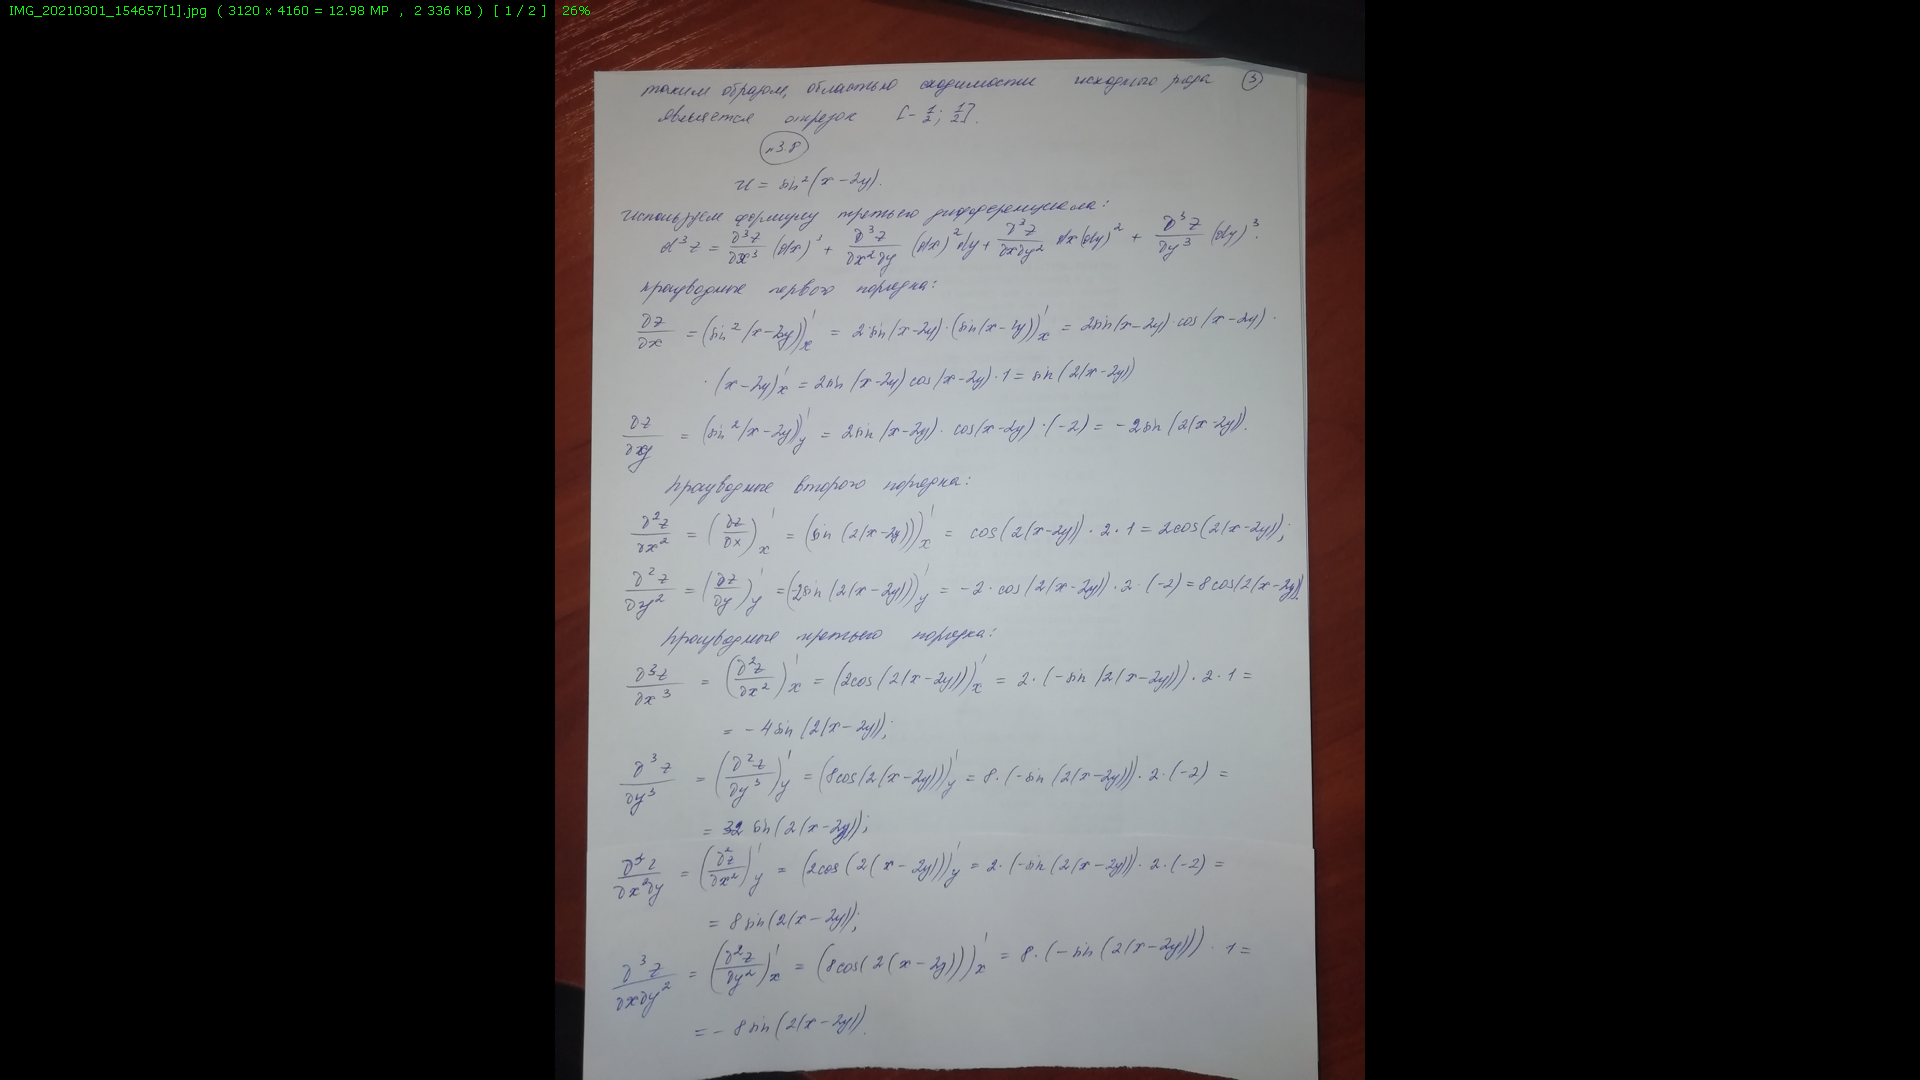 IMG_20210301_154657[1].jpg ( 3120 x 4160 = 12.98 MP , 2 336 KB ) [ 1 / 2 ] 26%
таким образом, областью сходимости исходного ряда (3)
является отрезок [-1/2; 1/2].
№3.8
u = sin²(x-2y).
Используем формулу третьего дифференциала:
d³z = ∂³z/∂x³ (dx)³ + ∂³z/∂x²∂y (dx)²dy + ∂³z/∂x∂y² dx(dy)² + ∂³z/∂y³ (dy)³.
Производные первого порядка:
∂z/∂x = (sin²(x-2y))'x = 2·sin(x-2y)·(sin(x-2y))'x = 2sin(x-2y)·cos(x-2y)·
·(x-2y)'x = 2sin(x-2y)cos(x-2y)·1 = sin(2(x-2y))
∂z/∂y = (sin²(x-2y))'y = 2sin(x-2y)·cos(x-2y)·(-2) = -2sin(2(x-2y)).
Производные второго порядка:
∂²z/∂x² = (∂z/∂x)'x = (sin(2(x-2y)))'x = cos(2(x-2y))·2·1 = 2cos(2(x-2y));
∂²z/∂y² = (∂z/∂y)'y = (-2sin(2(x-2y)))'y = -2·cos(2(x-2y))·2·(-2) = 8cos(2(x-2y)).
Производные третьего порядка:
∂³z/∂x³ = (∂²z/∂x²)'x = (2cos(2(x-2y)))'x = 2·(-sin(2(x-2y)))·2·1 =
= -4sin(2(x-2y));
∂³z/∂y³ = (∂²z/∂y³)'y = (8cos(2(x-2y)))'y = 8·(-sin(2(x-2y)))·2·(-2) =
= 32 sin(2(x-2y));
∂³z/∂x²∂y = (∂²z/∂x²)'y = (2cos(2(x-2y)))'y = 2·(-sin(2(x-2y)))·2·(-2) =
= 8sin(2(x-2y));
∂³z/∂x∂y² = (∂²z/∂y²)'x = (8cos(2(x-2y)))'x = 8·(-sin(2(x-2y)))·1 =
= -8sin(2(x-2y)).